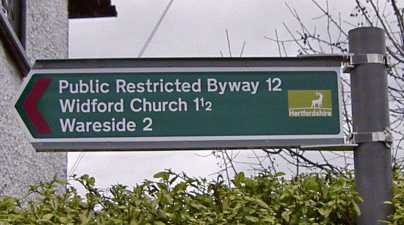 Public Restricted Byway 12
Widford Church 1½
Wareside 2
Hertfordshire